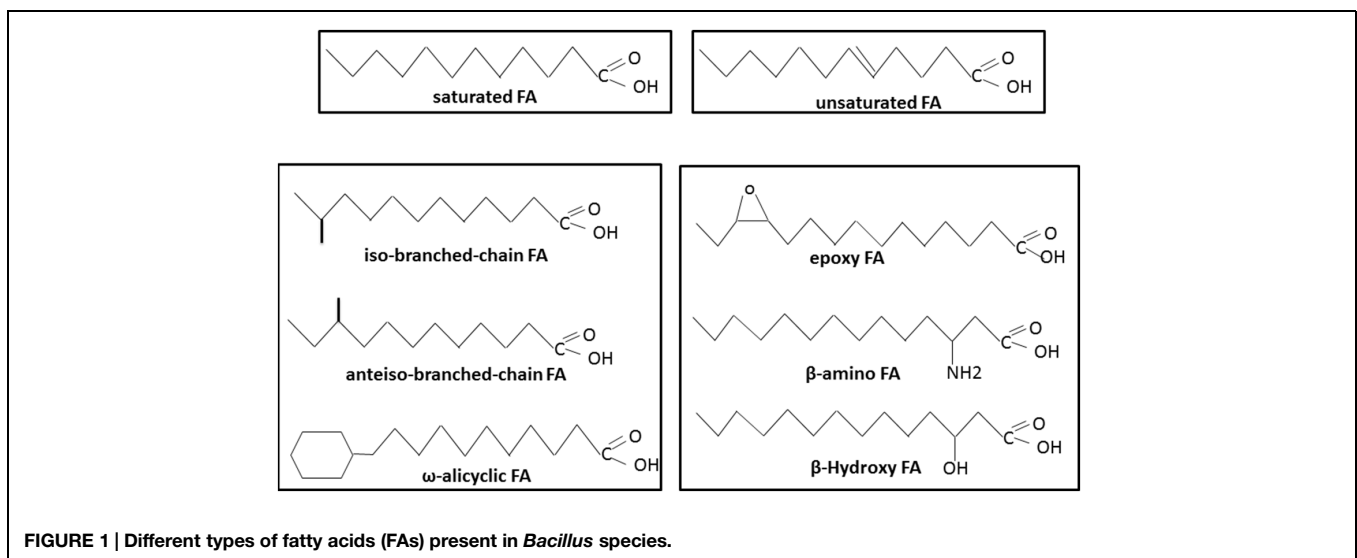 O
C
OH
saturated FA
O
C
OH
unsaturated FA
O
C
OH
iso-branched-chain FA
O
C
OH
anteiso-branched-chain FA
O
C
OH
ω-alicyclic FA
O
O
C
OH
epoxy FA
O
C
OH
β-amino FA
NH2
O
C
OH
β-Hydroxy FA
OH
FIGURE 1 | Different types of fatty acids (FAs) present in Bacillus species.